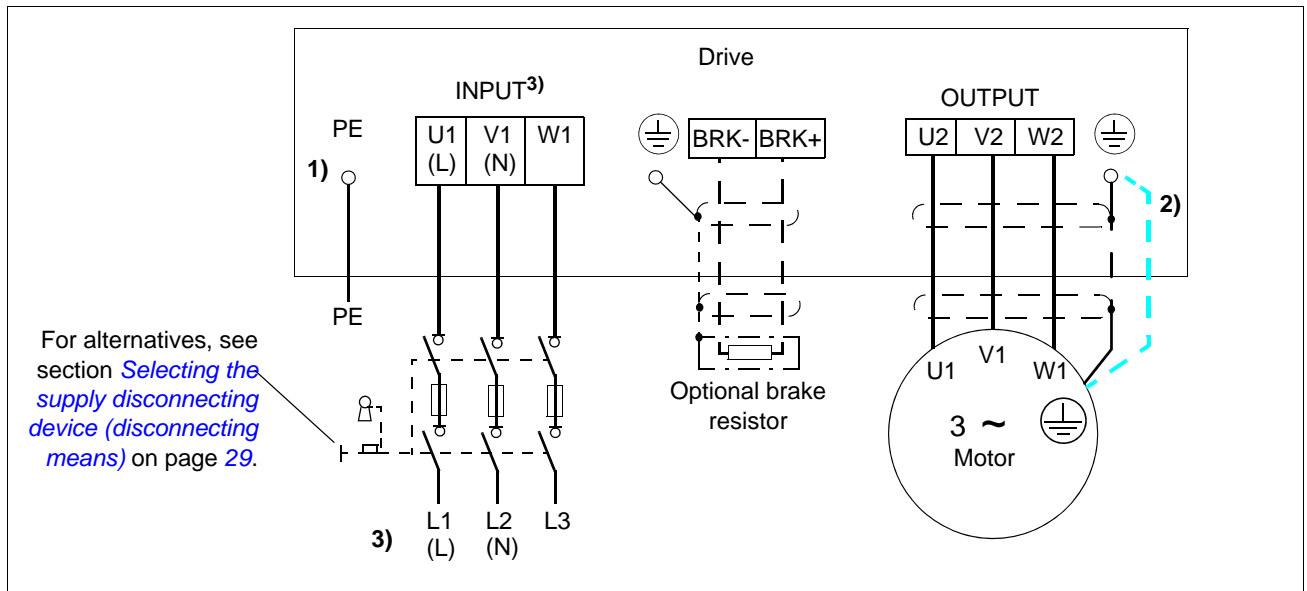 Drive
INPUT3)
OUTPUT
PE
U1
(L)
V1
(N)
W1
BRK-
BRK+
U2
V2
W2
1)
2)
PE
For alternatives, see
section Selecting the
supply disconnecting
device (disconnecting
means) on page 29.
Optional brake
resistor
U1
V1
W1
3 ~
Motor
3)
L1
(L)
L2
(N)
L3